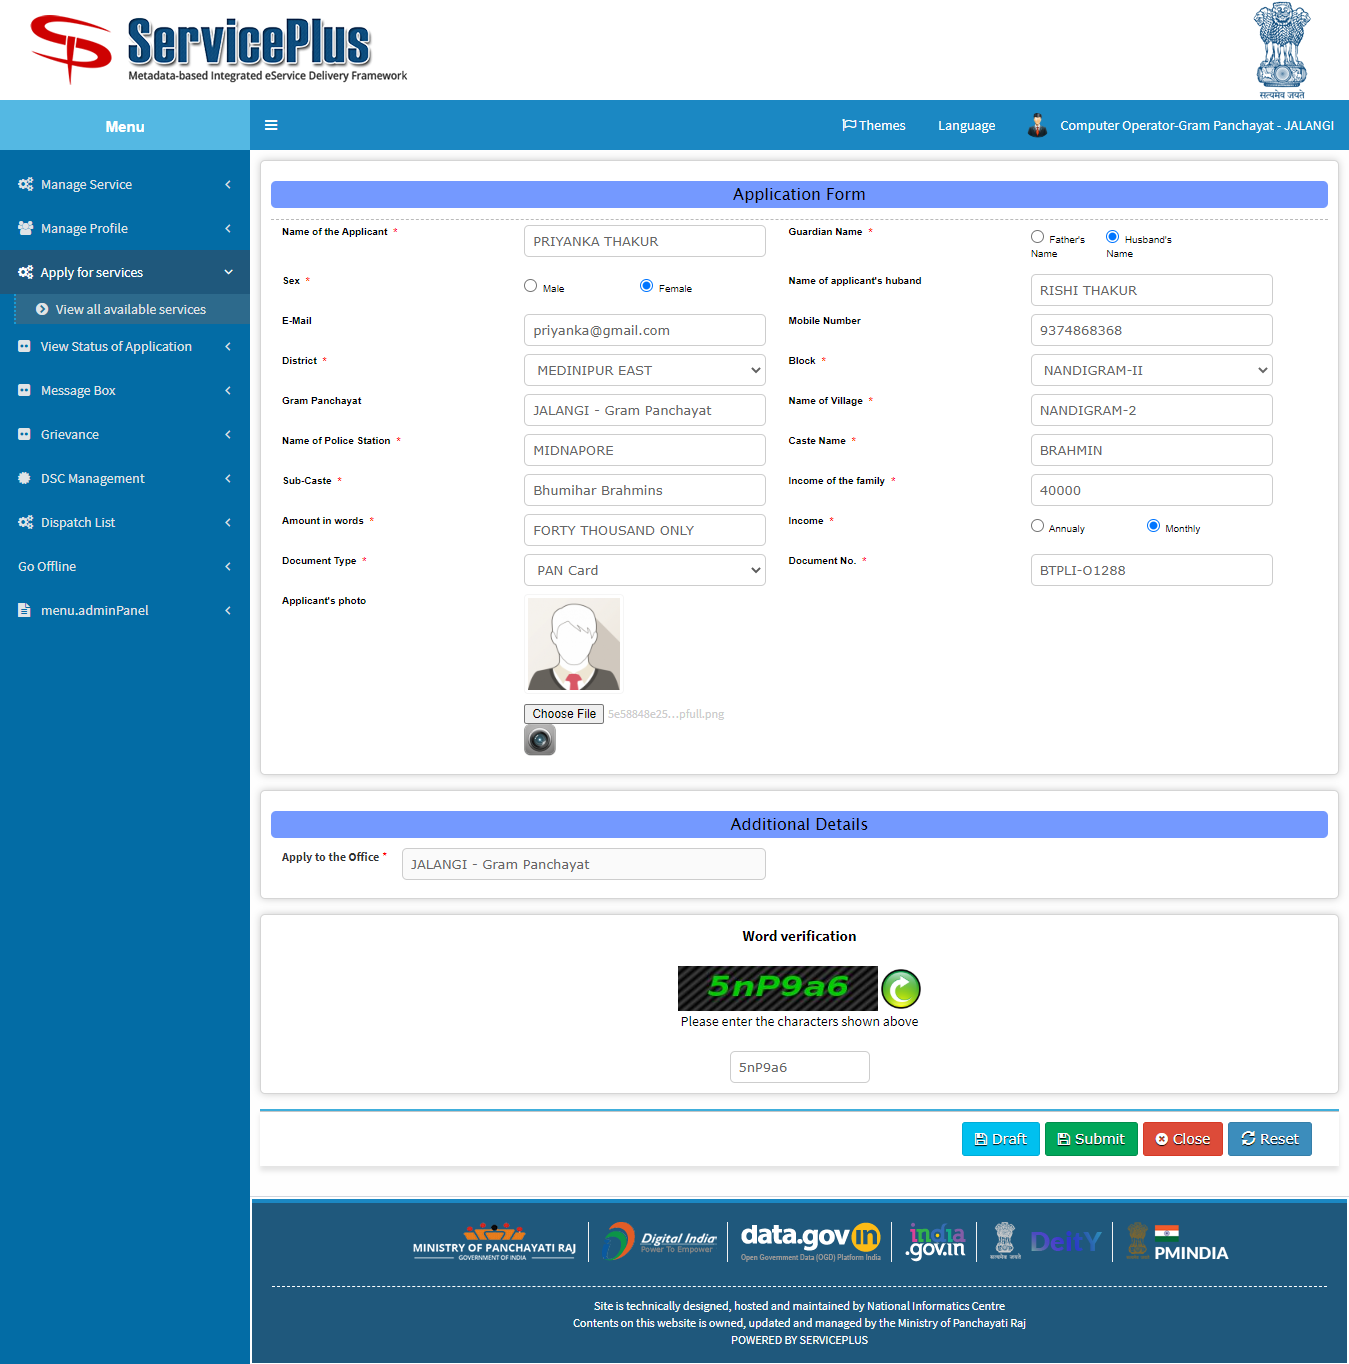 ServicePlus
Metadata-based Integrated eService Delivery Framework
सत्यमेव जयते
Menu
Themes Language Computer Operator-Gram Panchayat - JALANGI
Manage Service
Manage Profile
Apply for services
View all available services
View Status of Application
Message Box
Grievance
DSC Management
Dispatch List
Go Offline
menu.adminPanel
Application Form
Name of the Applicant * PRIYANKA THAKUR Guardian Name * Father's Name Husband's Name
Sex * Male Female Name of applicant's huband RISHI THAKUR
E-Mail priyanka@gmail.com Mobile Number 9374868368
District * MEDINIPUR EAST Block * NANDIGRAM-II
Gram Panchayat JALANGI - Gram Panchayat Name of Village * NANDIGRAM-2
Name of Police Station * MIDNAPORE Caste Name * BRAHMIN
Sub-Caste * Bhumihar Brahmins Income of the family * 40000
Amount in words * FORTY THOUSAND ONLY Income * Annualy Monthly
Document Type * PAN Card Document No. * BTPLI-O1288
Applicant's photo
Choose File 5e58848e25...pfull.png
Additional Details
Apply to the Office * JALANGI - Gram Panchayat
Word verification
5nP9a6
Please enter the characters shown above
5nP9a6
Draft Submit Close Reset
MINISTRY OF PANCHAYATI RAJ
GOVERNMENT OF INDIA
Digital India
Power To Empower
data.gov in
Open Government Data (OGD) Platform India
india
.gov.in
सत्यमेव जयते
DeitY
PMINDIA
Site is technically designed, hosted and maintained by National Informatics Centre
Contents on this website is owned, updated and managed by the Ministry of Panchayati Raj
POWERED BY SERVICEPLUS